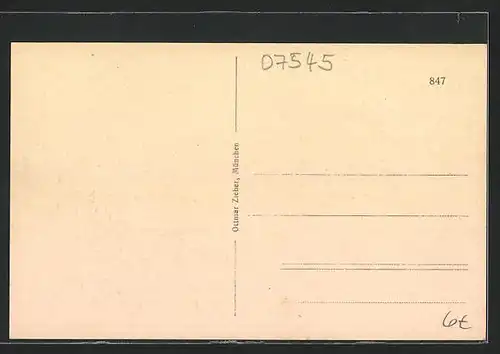 07545
847
Ottmar Zieher, München
6€